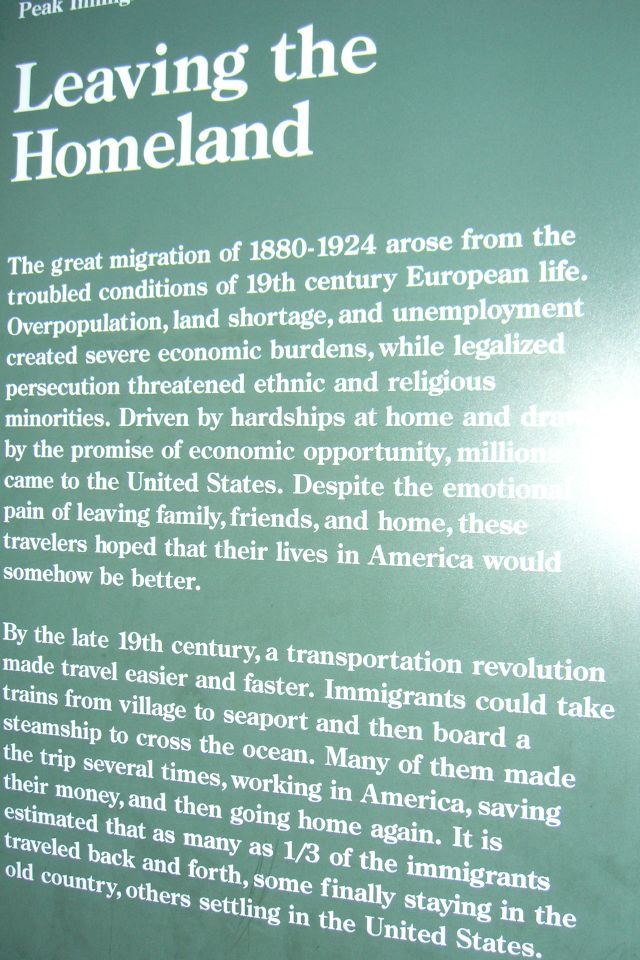 Peak
Leaving the
Homeland
The great migration of 1880-1924 arose from the
troubled conditions of 19th century European life.
Overpopulation, land shortage, and unemployment
created severe economic burdens, while legalized
persecution threatened ethnic and religious
minorities. Driven by hardships at home and drawn
by the promise of economic opportunity, millions
came to the United States. Despite the emotional
pain of leaving family, friends, and home, these
travelers hoped that their lives in America would
somehow be better.
By the late 19th century, a transportation revolution
made travel easier and faster. Immigrants could take
trains from village to seaport and then board a
steamship to cross the ocean. Many of them made
the trip several times, working in America, saving
their money, and then going home again. It is
estimated that as many as 1/3 of the immigrants
traveled back and forth, some finally staying in the
old country, others settling in the United States.